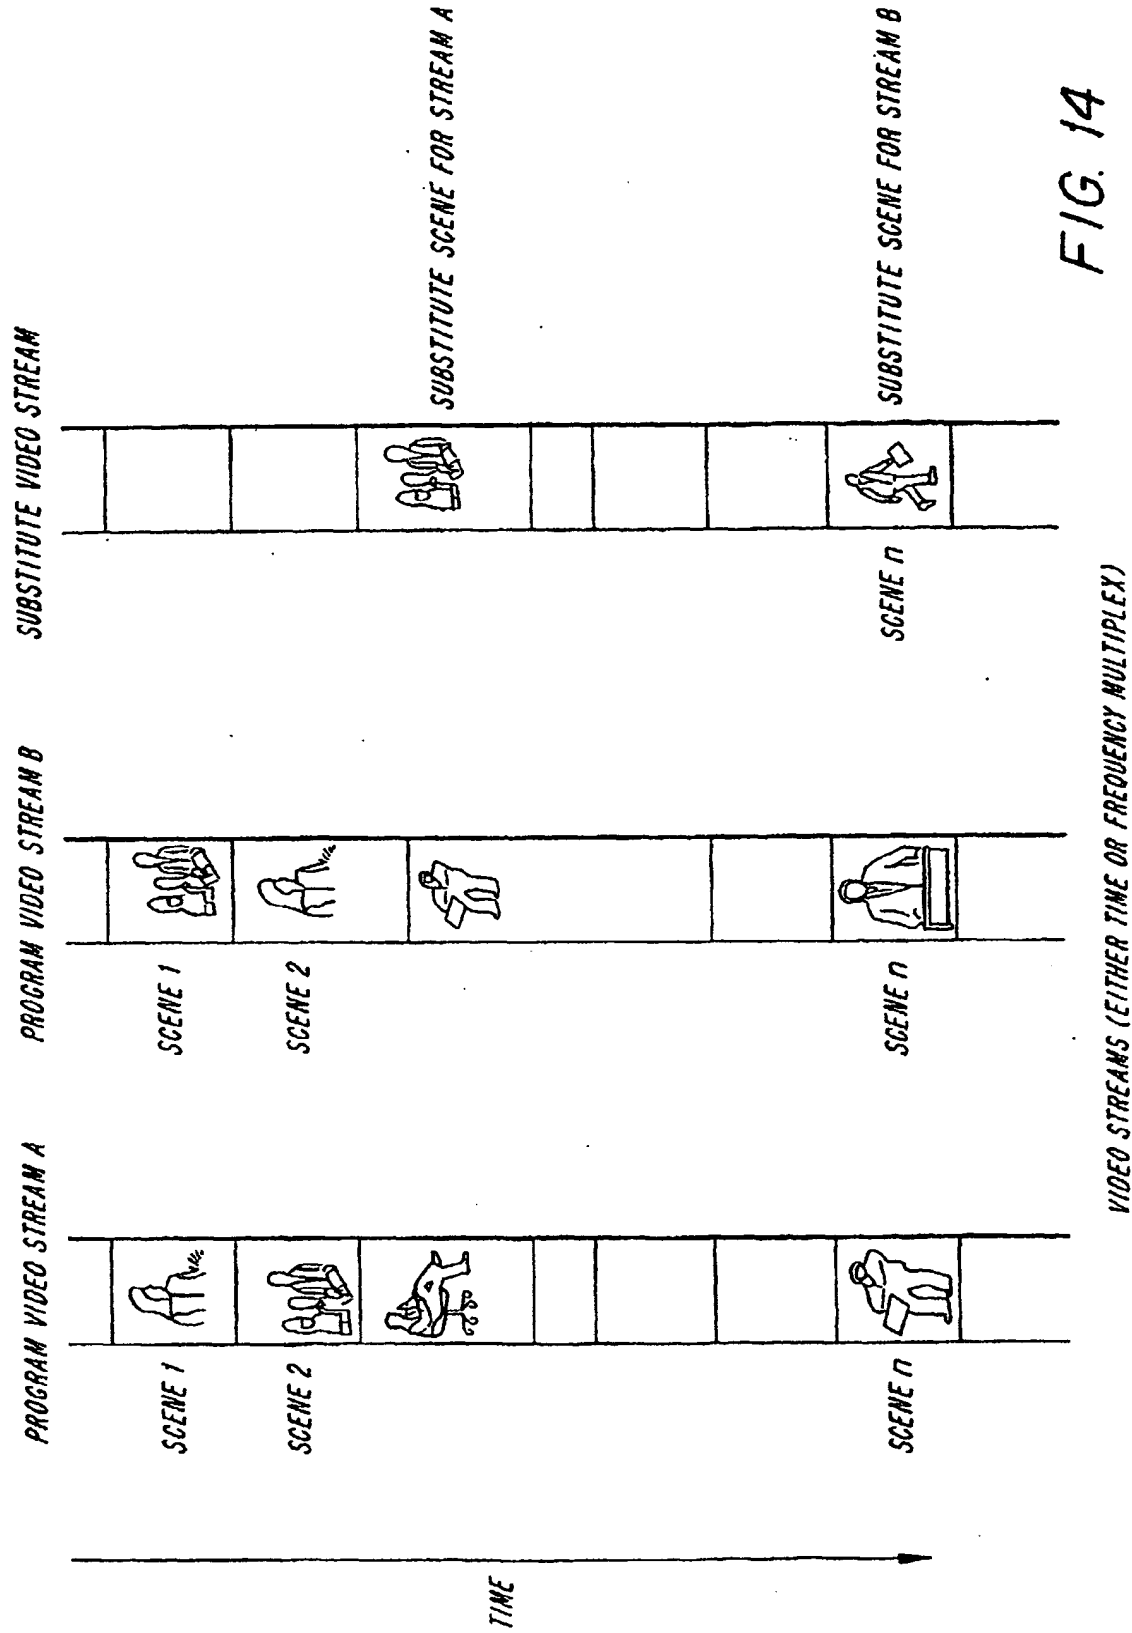 PROGRAM VIDEO STREAM A
PROGRAM VIDEO STREAM B
SUBSTITUTE VIDEO STREAM
TIME
SCENE 1
SCENE 2
SCENE n
SCENE 1
SCENE 2
SCENE n
SCENE n
SUBSTITUTE SCENE FOR STREAM A
SUBSTITUTE SCENE FOR STREAM B
VIDEO STREAMS (EITHER TIME OR FREQUENCY MULTIPLEX)
FIG. 14